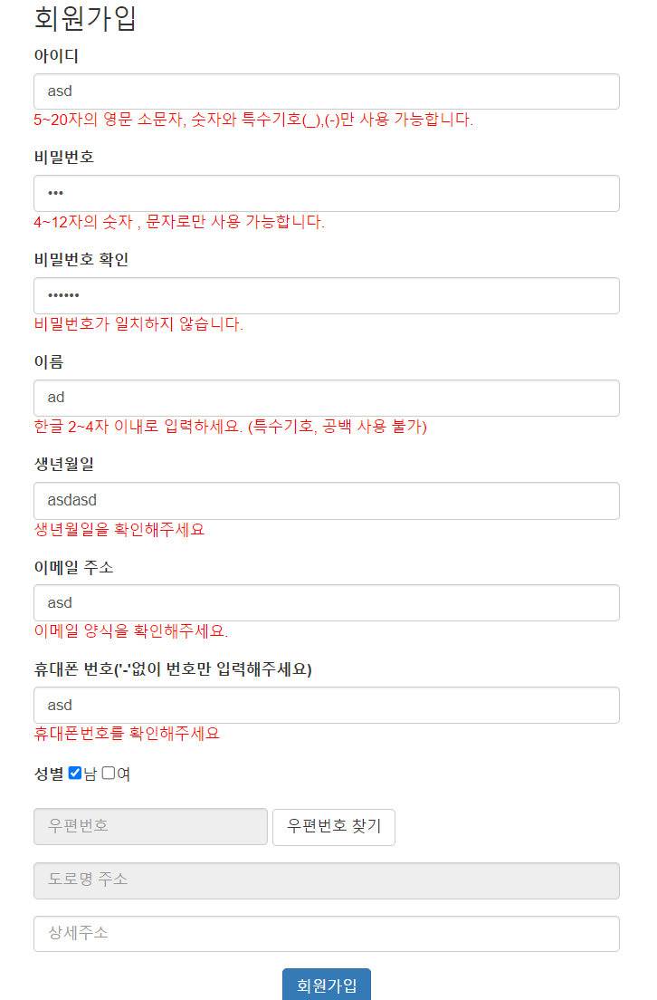 회원가입
아이디
asd
5~20자의 영문 소문자, 숫자와 특수기호(_),(-)만 사용 가능합니다.
비밀번호
•••
4~12자의 숫자 , 문자로만 사용 가능합니다.
비밀번호 확인
••••••
비밀번호가 일치하지 않습니다.
이름
ad
한글 2~4자 이내로 입력하세요. (특수기호, 공백 사용 불가)
생년월일
asdasd
생년월일을 확인해주세요
이메일 주소
asd
이메일 양식을 확인해주세요.
휴대폰 번호('-'없이 번호만 입력해주세요)
asd
휴대폰번호를 확인해주세요
성별 남 여
우편번호 우편번호 찾기
도로명 주소
상세주소
회원가입